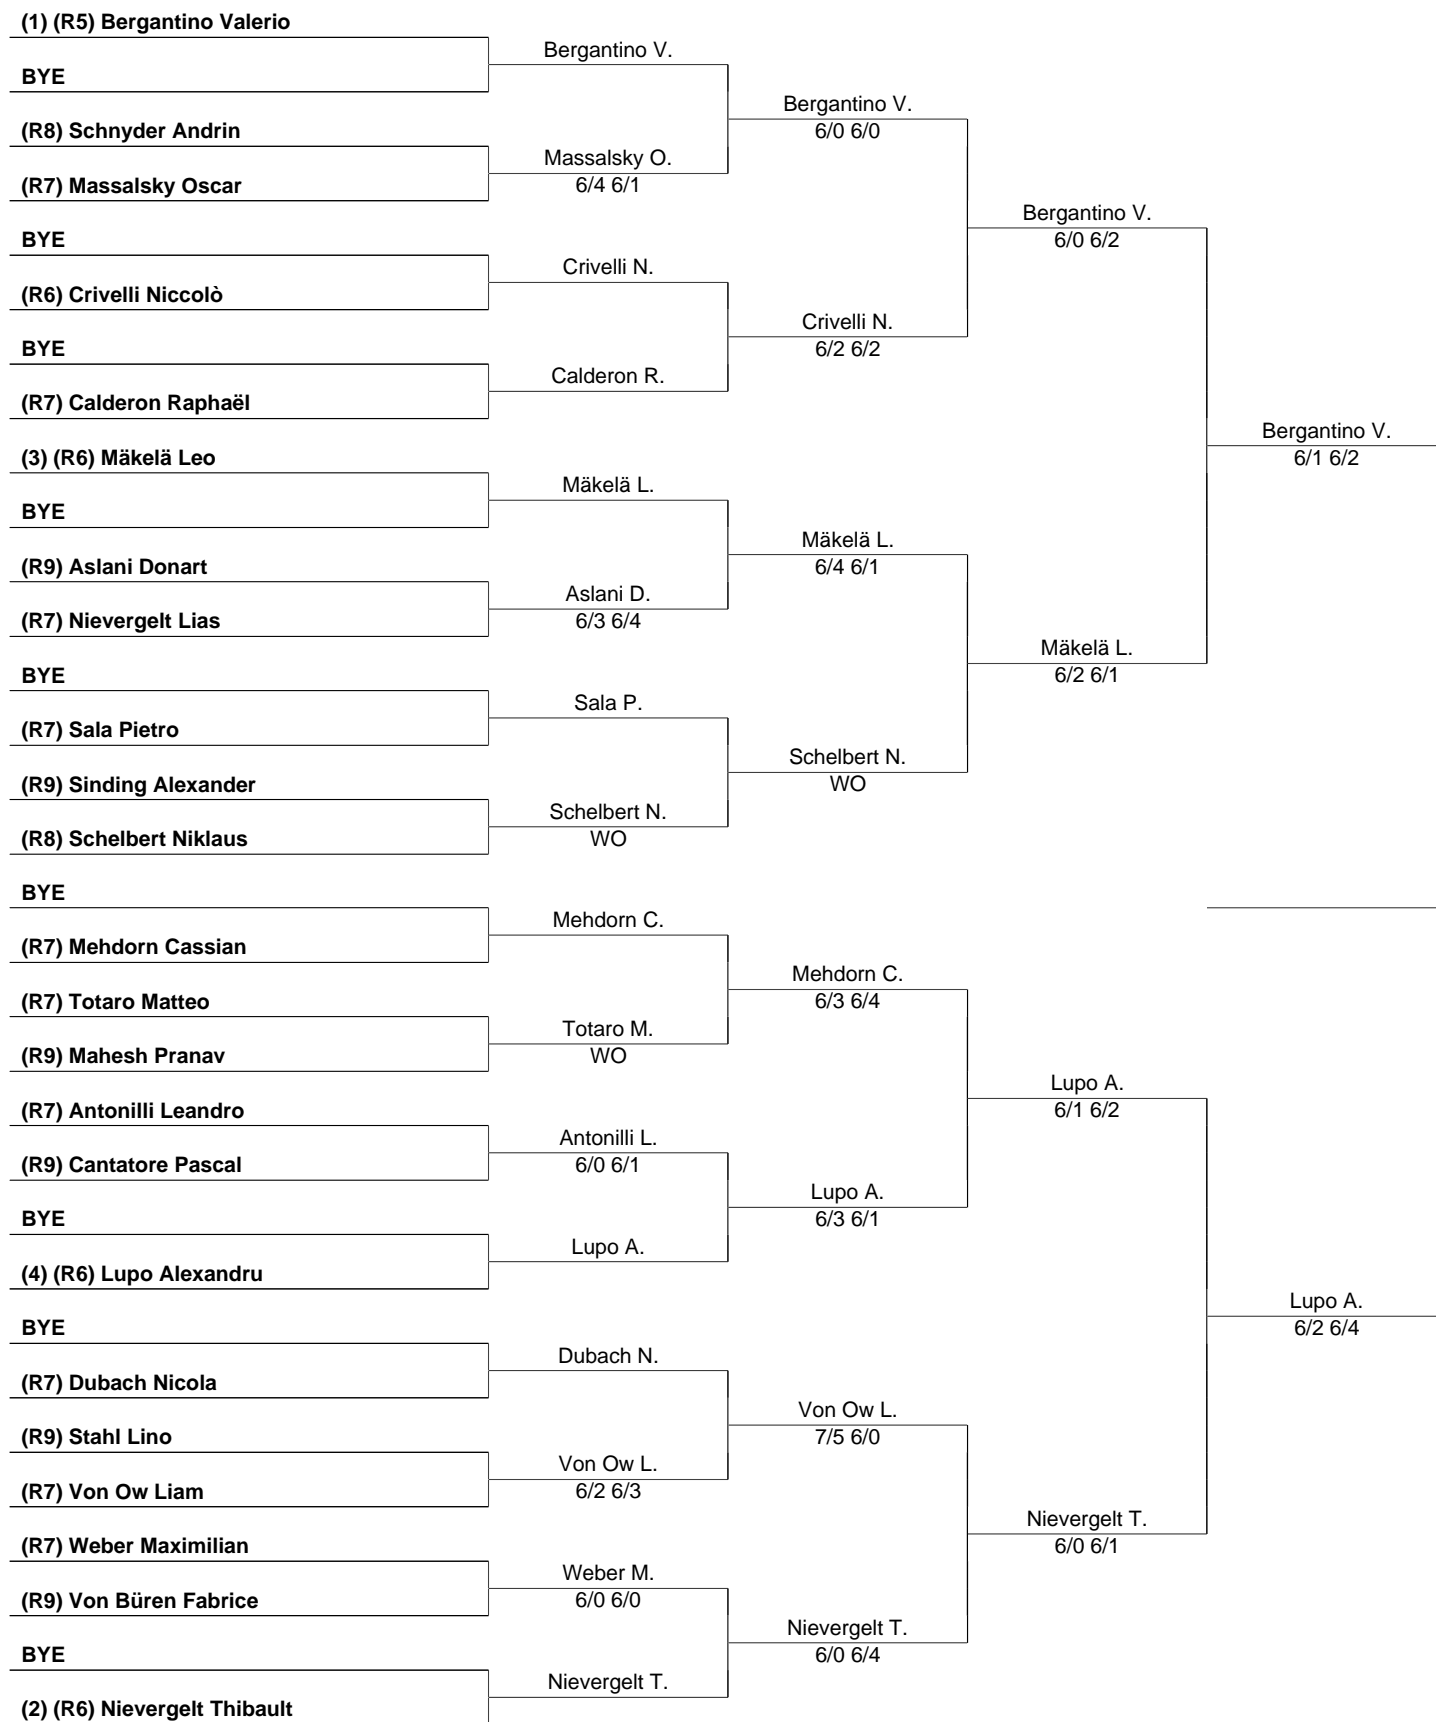 (1) (R5) Bergantino Valerio
BYE
(R8) Schnyder Andrin
(R7) Massalsky Oscar
BYE
(R6) Crivelli Niccolò
BYE
(R7) Calderon Raphaël
(3) (R6) Mäkelä Leo
BYE
(R9) Aslani Donart
(R7) Nievergelt Lias
BYE
(R7) Sala Pietro
(R9) Sinding Alexander
(R8) Schelbert Niklaus
BYE
(R7) Mehdorn Cassian
(R7) Totaro Matteo
(R9) Mahesh Pranav
(R7) Antonilli Leandro
(R9) Cantatore Pascal
BYE
(4) (R6) Lupo Alexandru
BYE
(R7) Dubach Nicola
(R9) Stahl Lino
(R7) Von Ow Liam
(R7) Weber Maximilian
(R9) Von Büren Fabrice
BYE
(2) (R6) Nievergelt Thibault
Bergantino V.
Massalsky O.
6/4 6/1
Crivelli N.
Calderon R.
Mäkelä L.
Aslani D.
6/3 6/4
Sala P.
Schelbert N.
WO
Mehdorn C.
Totaro M.
WO
Antonilli L.
6/0 6/1
Lupo A.
Dubach N.
Von Ow L.
6/2 6/3
Weber M.
6/0 6/0
Nievergelt T.
Bergantino V.
6/0 6/0
Crivelli N.
6/2 6/2
Mäkelä L.
6/4 6/1
Schelbert N.
WO
Mehdorn C.
6/3 6/4
Lupo A.
6/3 6/1
Von Ow L.
7/5 6/0
Nievergelt T.
6/0 6/4
Bergantino V.
6/0 6/2
Mäkelä L.
6/2 6/1
Lupo A.
6/1 6/2
Nievergelt T.
6/0 6/1
Bergantino V.
6/1 6/2
Lupo A.
6/2 6/4